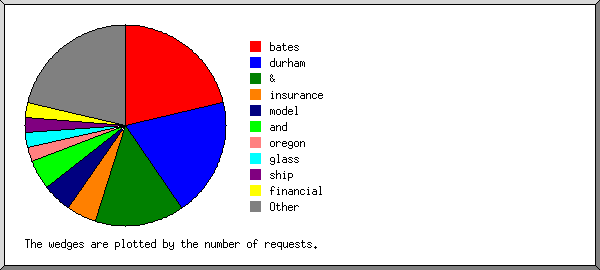 bates
durham
&
insurance
model
and
oregon
glass
ship
financial
Other
The wedges are plotted by the number of requests.